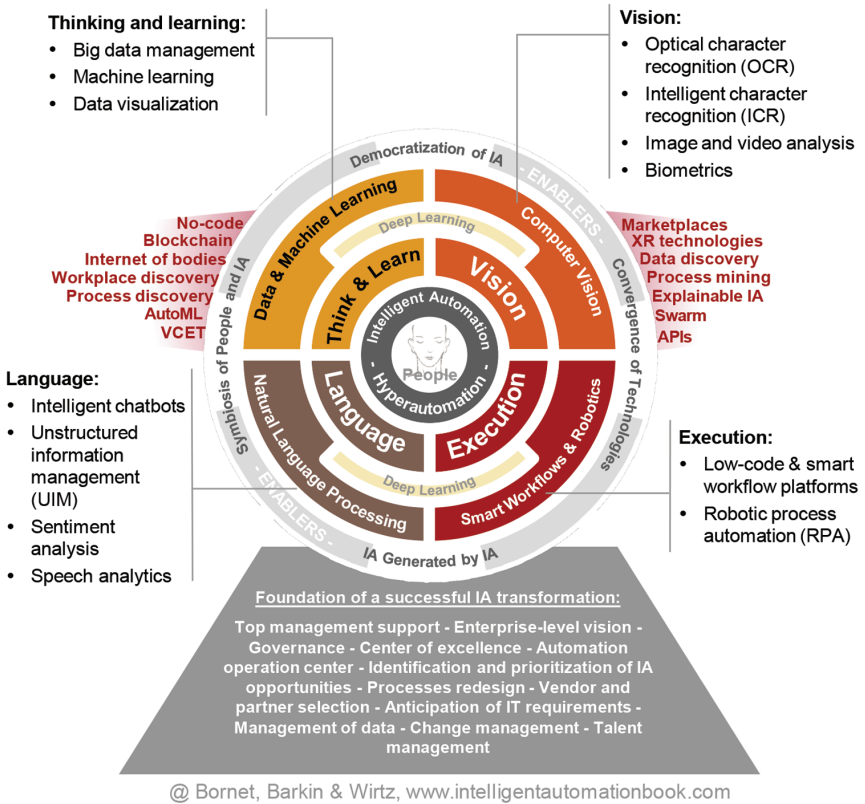 Thinking and learning:
• Big data management
• Machine learning
• Data visualization
Vision:
• Optical character
recognition (OCR)
• Intelligent character
recognition (ICR)
• Image and video analysis
• Biometrics
Democratization of IA
- ENABLERS -
Convergence of Technologies
IA Generated by IA
- ENABLERS -
Symbiosis of People and IA
No-code
Blockchain
Internet of bodies
Workplace discovery
Process discovery
AutoML
VCET
Marketplaces
XR technologies
Data discovery
Process mining
Explainable IA
Swarm
APIs
Data & Machine Learning
Computer Vision
Deep Learning
Think & Learn
Vision
Intelligent Automation
People
- Hyperautomation -
Language
Execution
Deep Learning
Natural Language Processing
Smart Workflows & Robotics
Language:
• Intelligent chatbots
• Unstructured
information
management
(UIM)
• Sentiment
analysis
• Speech analytics
Execution:
• Low-code & smart
workflow platforms
• Robotic process
automation (RPA)
Foundation of a successful IA transformation:
Top management support - Enterprise-level vision -
Governance - Center of excellence - Automation
operation center - Identification and prioritization of IA
opportunities - Processes redesign - Vendor and
partner selection - Anticipation of IT requirements -
Management of data - Change management - Talent
management
@ Bornet, Barkin & Wirtz, www.intelligentautomationbook.com